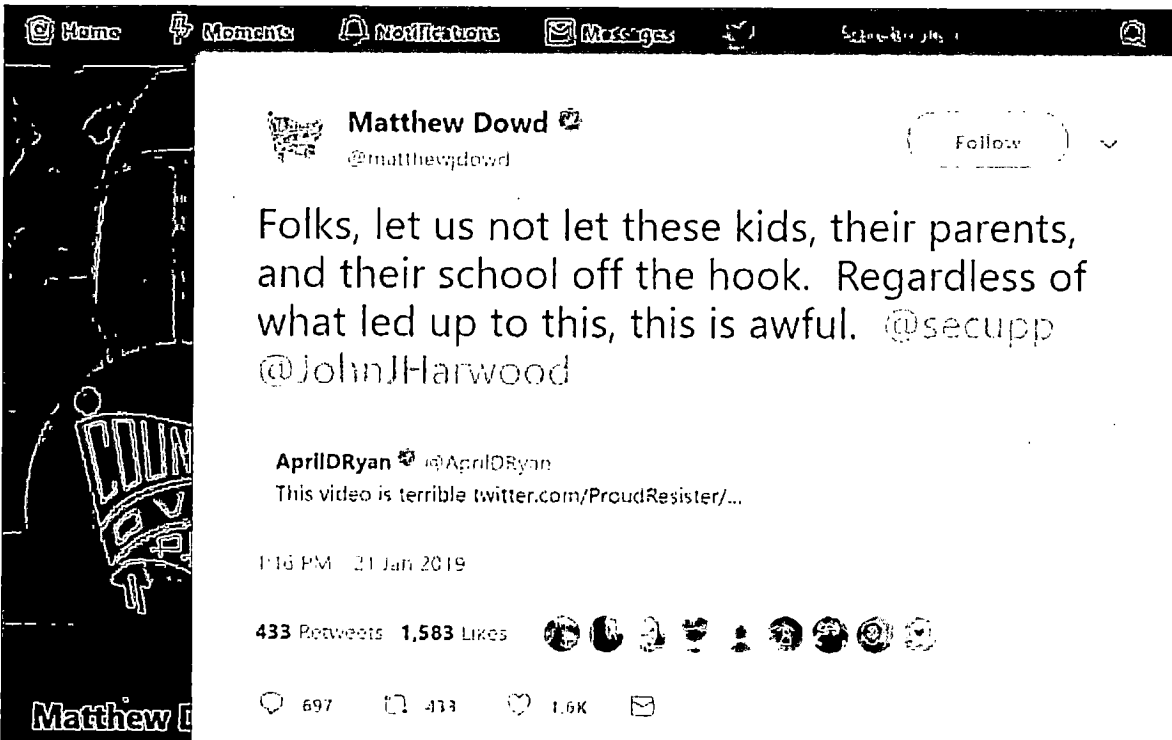 Home Moments Notifications Messages
Matthew Dowd
@matthewjdowd
Follow
Folks, let us not let these kids, their parents,
and their school off the hook. Regardless of
what led up to this, this is awful. @secupp
@JohnJHarwood
AprilDRyan @AprilDRyan
This video is terrible twitter.com/ProudResister/...
1:16 PM 21 Jan 2019
433 Retweets 1,583 Likes
697 433 1.6K
COUN
OV
Matthew D